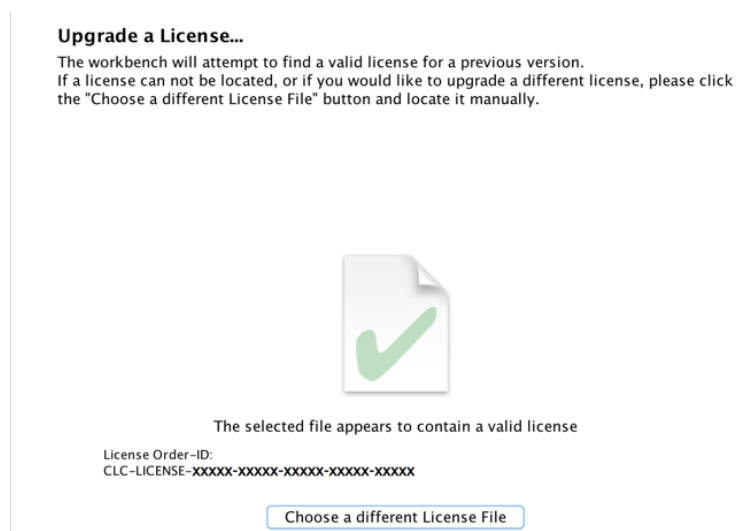 Upgrade a License...
The workbench will attempt to find a valid license for a previous version.
If a license can not be located, or if you would like to upgrade a different license, please click
the "Choose a different License File" button and locate it manually.
The selected file appears to contain a valid license
License Order-ID:
CLC-LICENSE-XXXXX-XXXXX-XXXXX-XXXXX-XXXXX
Choose a different License File